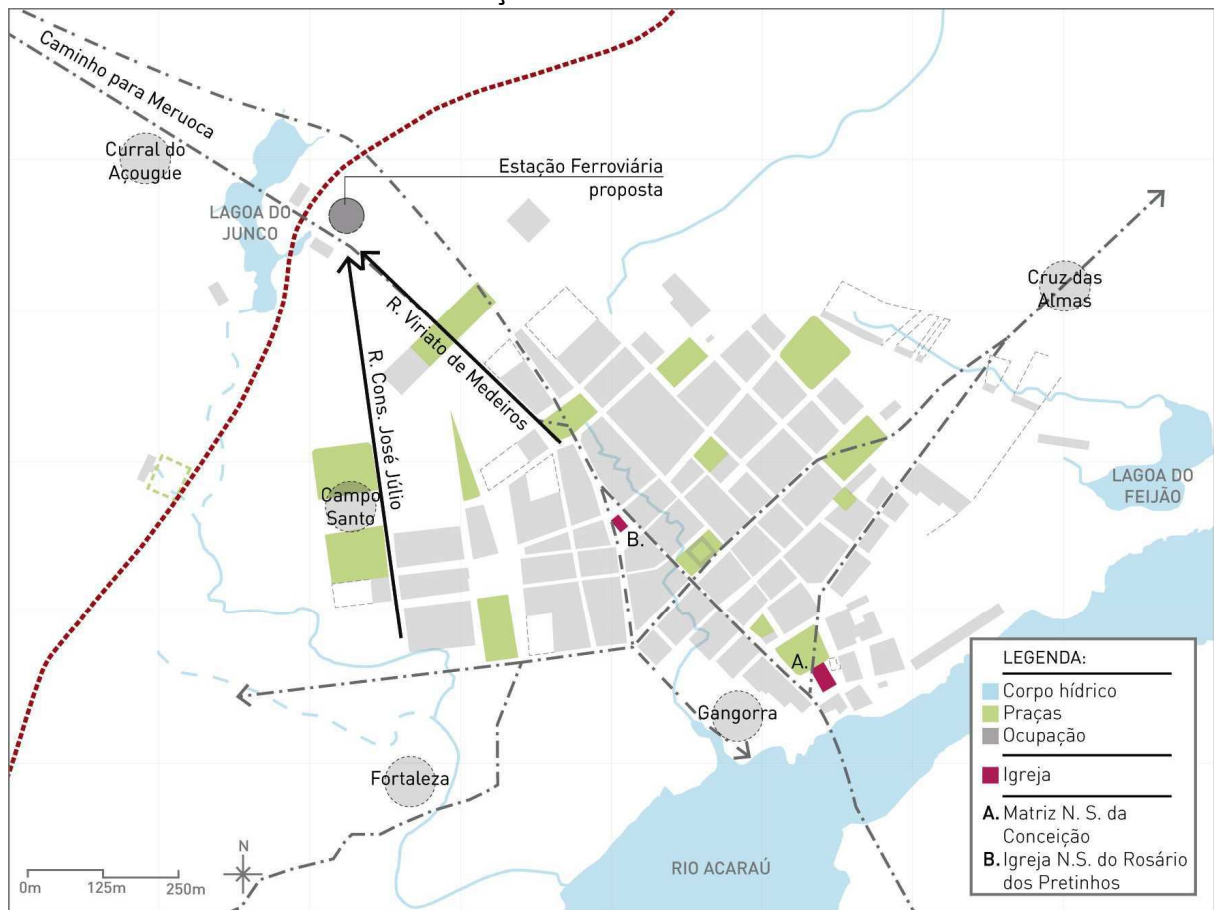 Caminho para Meruoca
Curral do
Açougue
Estação Ferroviária
proposta
LAGOA DO
JUNCO
Cruz das
Almas
R. Viriato de Medeiros
R. Cons. José Júlio
LAGOA DO
FEIJÃO
Campo
Santo
B.
A.
Gangorra
Fortaleza
RIO ACARAÚ
N
0m
125m
250m
LEGENDA:
Corpo hídrico
Praças
Ocupação
Igreja
A. Matriz N. S. da
Conceição
B. Igreja N.S. do Rosário
dos Pretinhos